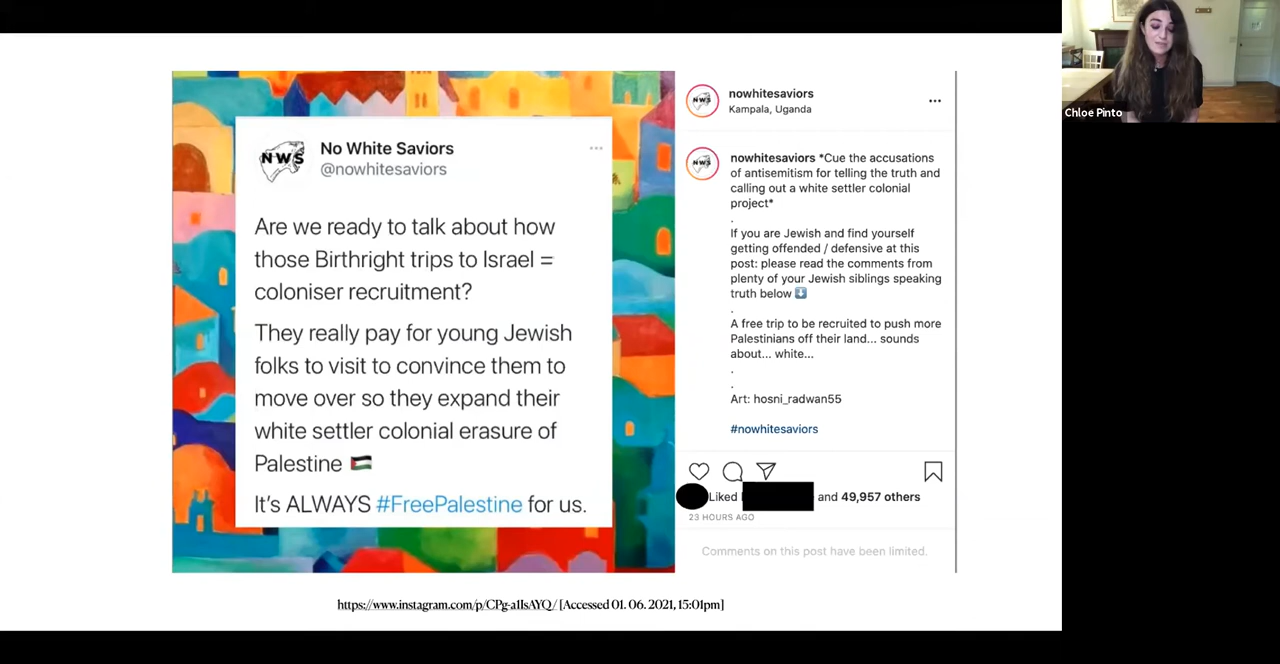 No White Saviors
@nowhitesaviors
Are we ready to talk about how
those Birthright trips to Israel =
coloniser recruitment?
They really pay for young Jewish
folks to visit to convince them to
move over so they expand their
white settler colonial erasure of
Palestine 🇵🇸
It's ALWAYS #FreePalestine for us.
NWS
nowhitesaviors
Kampala, Uganda
nowhitesaviors *Cue the accusations
of antisemitism for telling the truth and
calling out a white settler colonial
project*
.
If you are Jewish and find yourself
getting offended / defensive at this
post: please read the comments from
plenty of your Jewish siblings speaking
truth below ⬇️
.
A free trip to be recruited to push more
Palestinians off their land... sounds
about... white...
.
.
Art: hosni_radwan55
#nowhitesaviors
Liked and 49,957 others
23 HOURS AGO
Comments on this post have been limited.
https://www.instagram.com/p/CPg-a1IsAYQ/ [Accessed 01. 06. 2021, 15:01pm]
Chloe Pinto